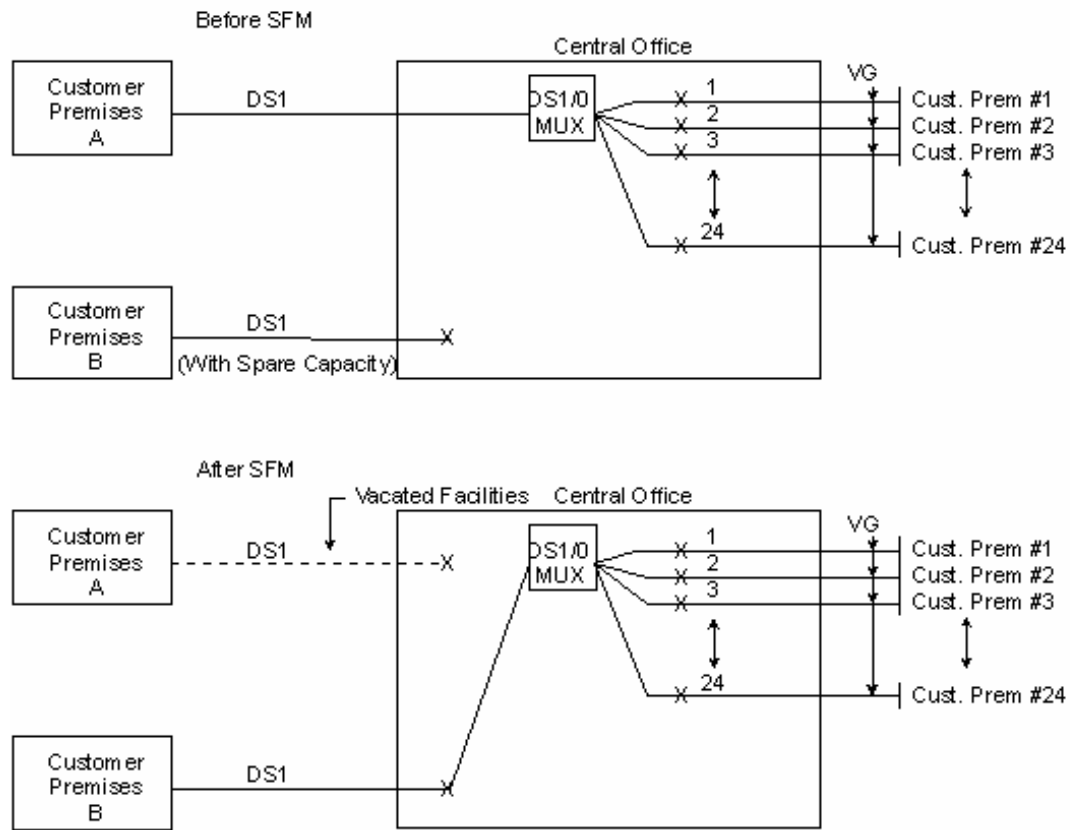 Before SFM
Central Office
Customer
Premises
A
DS1
DS1/0
MUX
X 1
X 2
X 3
X 24
VG
Cust. Prem #1
Cust. Prem #2
Cust. Prem #3
Cust. Prem #24
Customer
Premises
B
DS1
(With Spare Capacity)
X
After SFM
Vacated Facilities
Central Office
Customer
Premises
A
DS1
X
DS1/0
MUX
X 1
X 2
X 3
X 24
VG
Cust. Prem #1
Cust. Prem #2
Cust. Prem #3
Cust. Prem #24
Customer
Premises
B
DS1
X